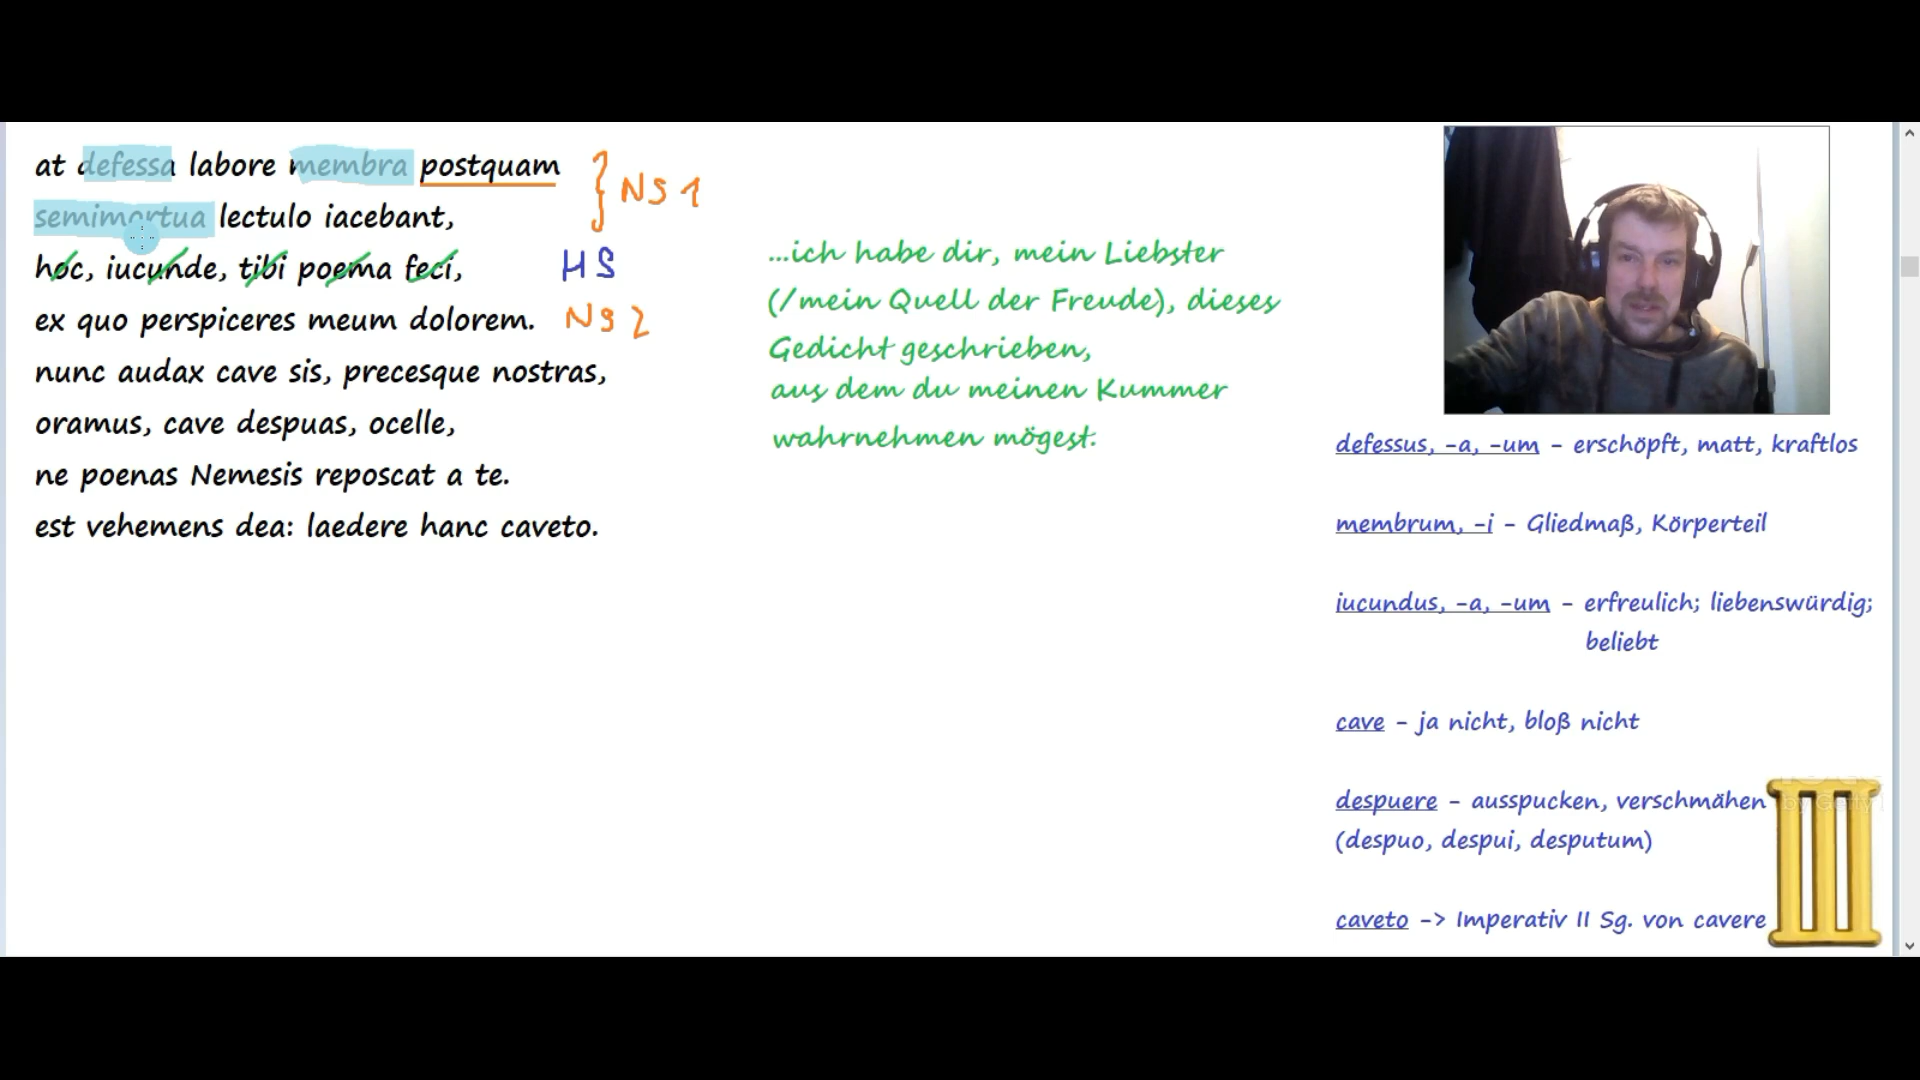 at defessa labore membra postquam
semimortua lectulo iacebant,
hoc, iucunde, tibi poema feci,
ex quo perspiceres meum dolorem.
nunc audax cave sis, precesque nostras,
oramus, cave despuas, ocelle,
ne poenas Nemesis reposcat a te.
est vehemens dea: laedere hanc caveto.
NS 1
HS
NS 2
...ich habe dir, mein Liebster
(/mein Quell der Freude), dieses
Gedicht geschrieben,
aus dem du meinen Kummer
wahrnehmen mögest.
defessus, -a, -um - erschöpft, matt, kraftlos
membrum, -i - Gliedmaß, Körperteil
iucundus, -a, -um - erfreulich; liebenswürdig;
beliebt
cave - ja nicht, bloß nicht
despuere - ausspucken, verschmähen
(despuo, despui, desputum)
caveto -> Imperativ II Sg. von cavere